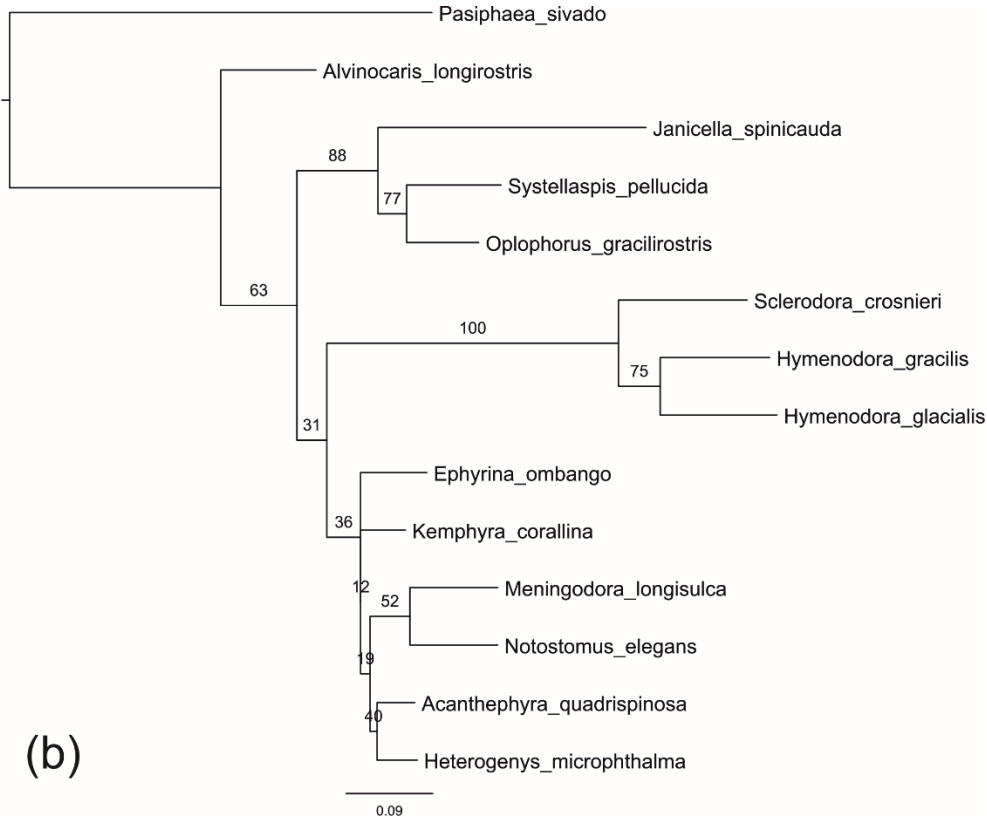 Pasiphaea_sivado
Alvinocaris_longirostris
Janicella_spinicauda
88
Systellaspis_pellucida
77
Oplophorus_gracilirostris
63
Sclerodora_crosnieri
100
Hymenodora_gracilis
75
Hymenodora_glacialis
31
Ephyrina_ombango
36
Kemphyra_corallina
12
Meningodora_longisulca
52
Notostomus_elegans
19
Acanthephyra_quadrispinosa
40
Heterogenys_microphthalma
(b)
0.09